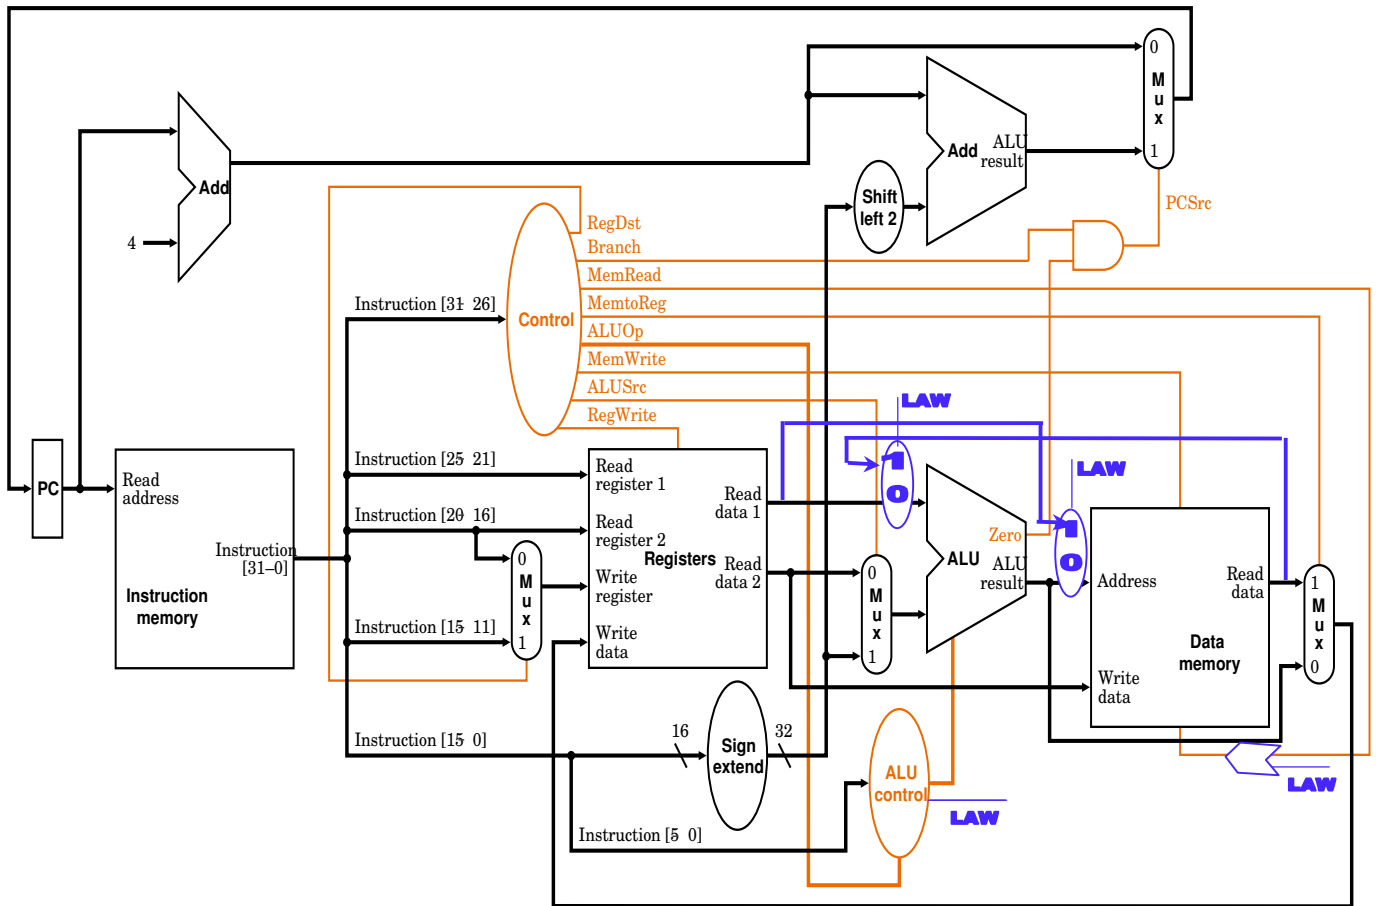 0
M
u
x
1
Add
ALU
result
Add
Shift
left 2
PCSrc
4
RegDst
Branch
MemRead
MemtoReg
ALUOp
MemWrite
ALUSrc
RegWrite
Control
Instruction [31 26]
Instruction [25 21]
Instruction [20 16]
Instruction [15 11]
Instruction [15 0]
Instruction [5 0]
PC
Read
address
Instruction
[31–0]
Instruction
memory
0
M
u
x
1
Read
register 1
Read
register 2
Write
register
Write
data
Registers
Read
data 1
Read
data 2
LAW
1
0
0
M
u
x
1
Zero
ALU
ALU
result
LAW
1
0
Address
Read
data
Data
memory
Write
data
1
M
u
x
0
16
Sign
extend
32
ALU
control
LAW
LAW